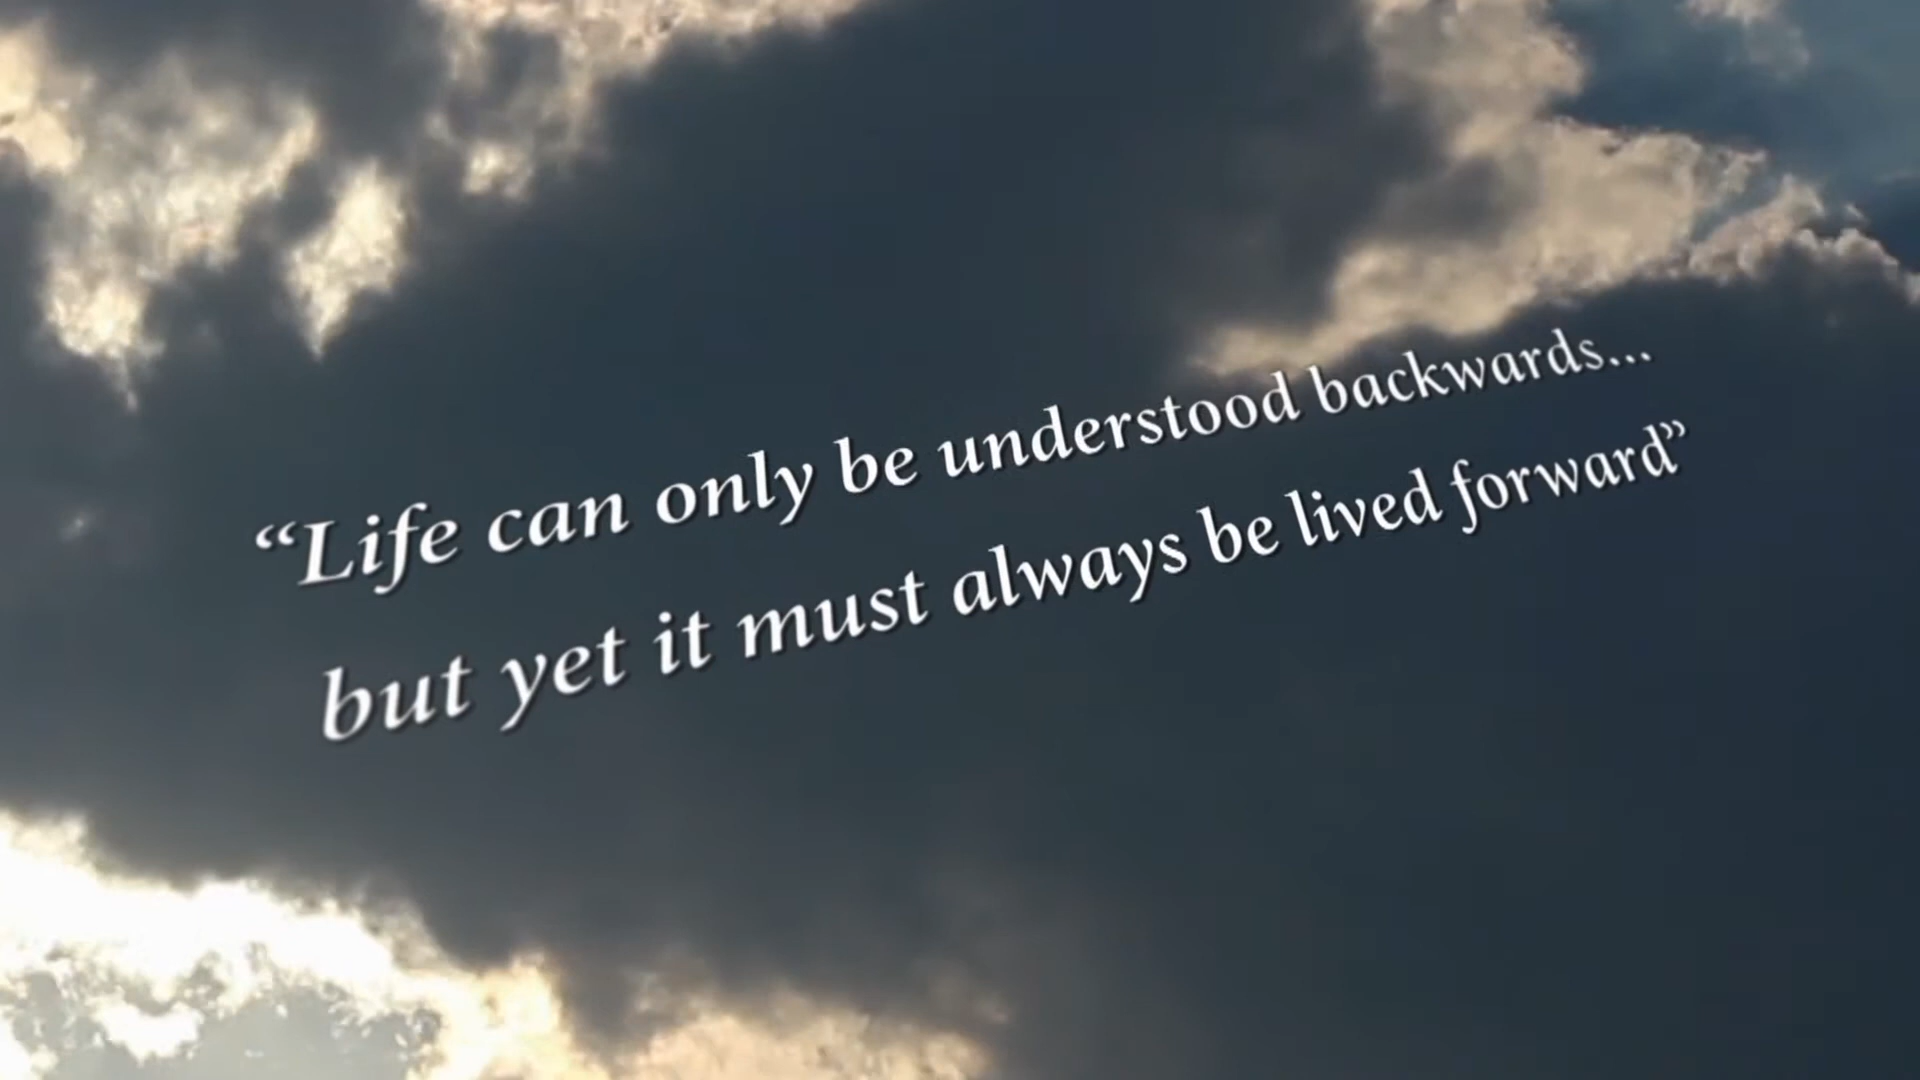 “Life can only be understood backwards...
but yet it must always be lived forward”